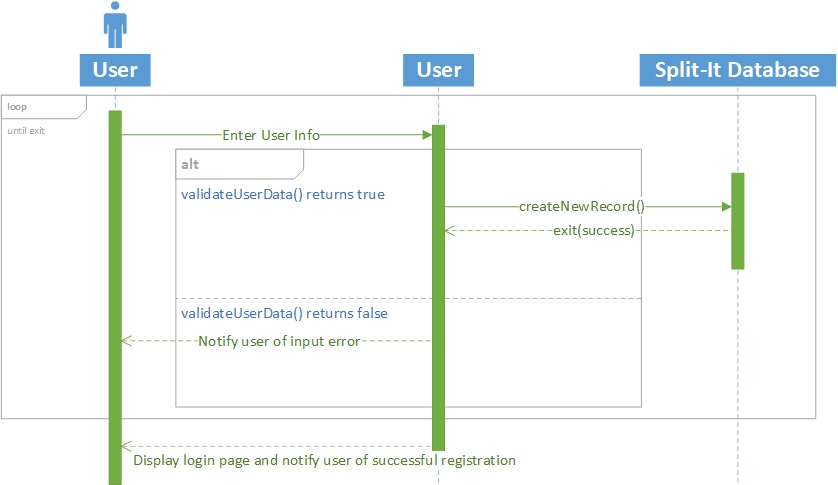 User
User
Split-It Database
loop
until exit
Enter User Info
alt
validateUserData() returns true
createNewRecord()
exit(success)
validateUserData() returns false
Notify user of input error
Display login page and notify user of successful registration